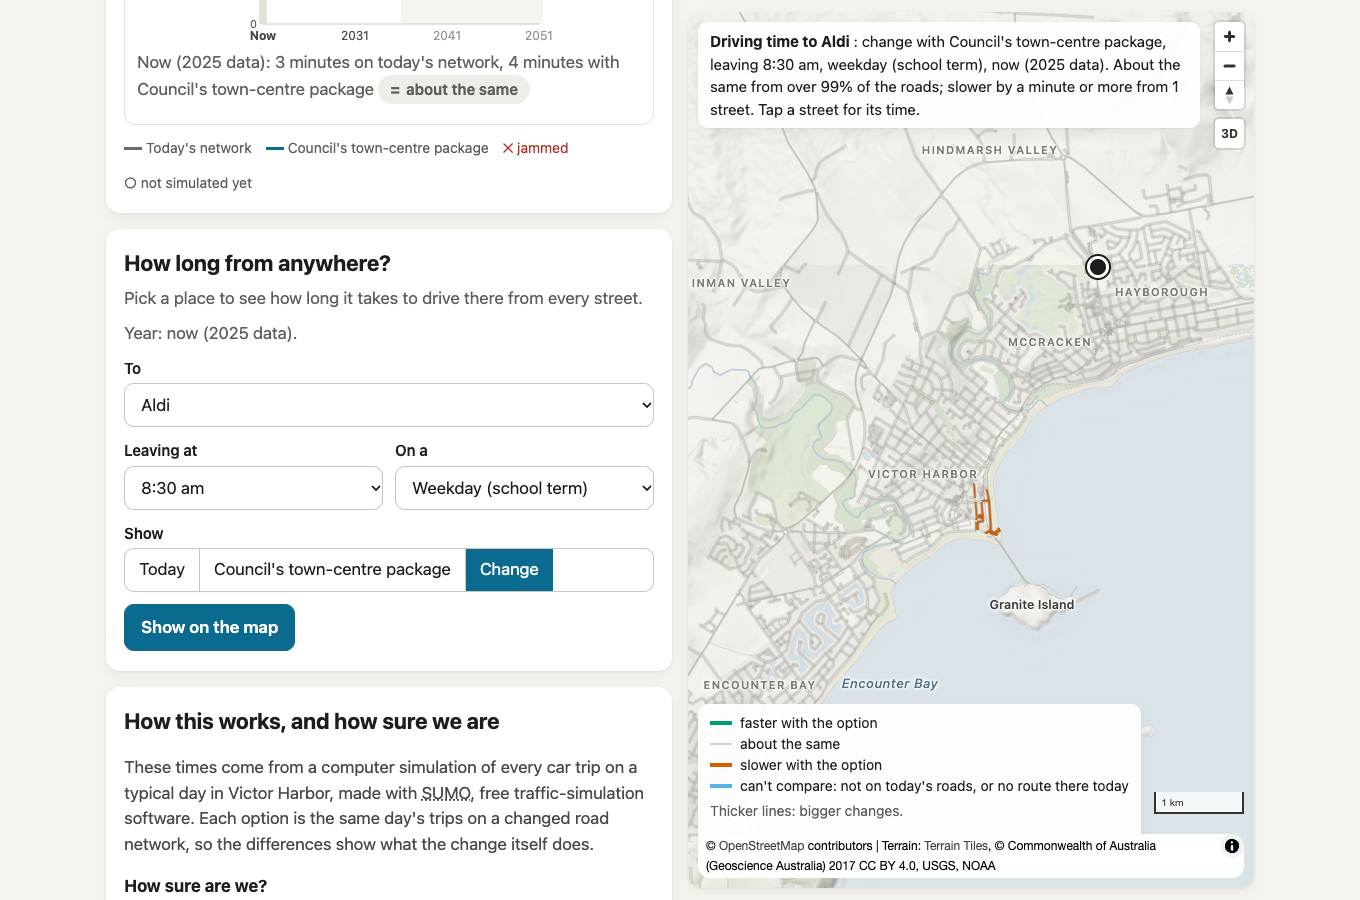 0
Now
2031
2041
2051
Now (2025 data): 3 minutes on today's network, 4 minutes with
Council's town-centre package = about the same
Today's network
Council's town-centre package
jammed
not simulated yet
How long from anywhere?
Pick a place to see how long it takes to drive there from every street.
Year: now (2025 data).
To
Aldi
Leaving at
On a
8:30 am
Weekday (school term)
Show
Today
Council's town-centre package
Change
Show on the map
How this works, and how sure we are
These times come from a computer simulation of every car trip on a
typical day in Victor Harbor, made with SUMO, free traffic-simulation
software. Each option is the same day's trips on a changed road
network, so the differences show what the change itself does.
How sure are we?
Driving time to Aldi : change with Council's town-centre package,
leaving 8:30 am, weekday (school term), now (2025 data). About the
same from over 99% of the roads; slower by a minute or more from 1
street. Tap a street for its time.
3D
HINDMARSH VALLEY
INMAN VALLEY
HAYBOROUGH
MCCRACKEN
VICTOR HARBOR
Granite Island
ENCOUNTER BAY
Encounter Bay
faster with the option
about the same
slower with the option
can't compare: not on today's roads, or no route there today
Thicker lines: bigger changes.
1 km
© OpenStreetMap contributors | Terrain: Terrain Tiles, © Commonwealth of Australia
(Geoscience Australia) 2017 CC BY 4.0, USGS, NOAA